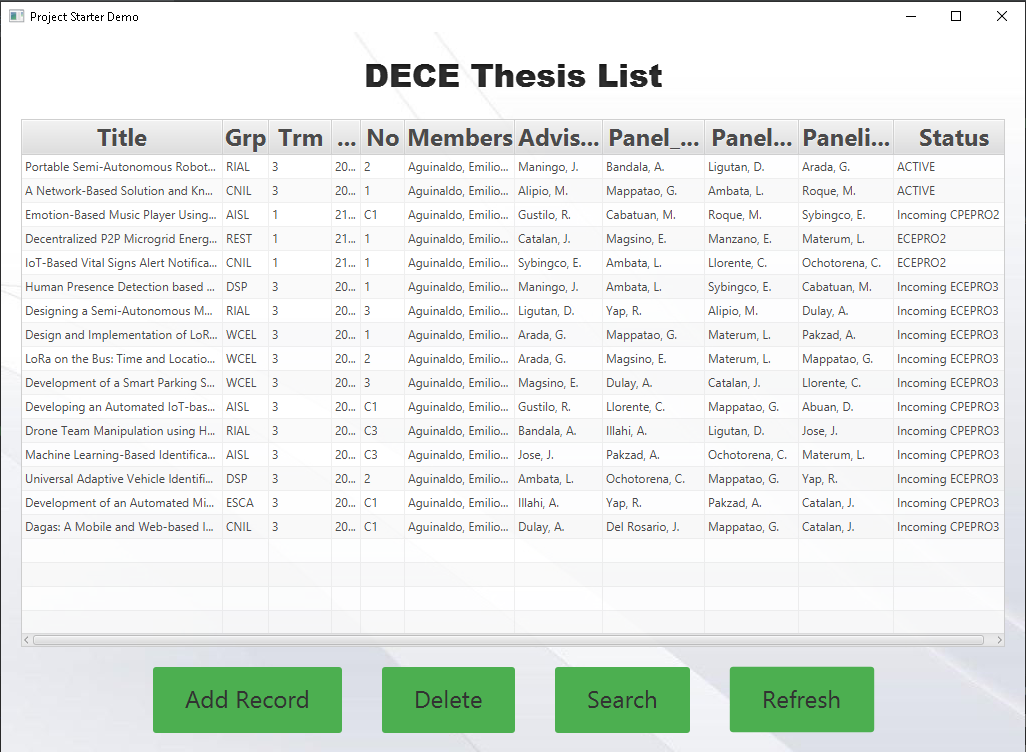 Project Starter Demo
DECE Thesis List
Title Grp Trm ... No Members Advis... Panel_... Panel... Paneli... Status
Portable Semi-Autonomous Robot... RIAL 3 20... 2 Aguinaldo, Emilio... Maningo, J. Bandala, A. Ligutan, D. Arada, G. ACTIVE
A Network-Based Solution and Kn... CNIL 3 20... 1 Aguinaldo, Emilio... Alipio, M. Mappatao, G. Ambata, L. Roque, M. ACTIVE
Emotion-Based Music Player Using... AISL 1 21... C1 Aguinaldo, Emilio... Gustilo, R. Cabatuan, M. Roque, M. Sybingco, E. Incoming CPEPRO2
Decentralized P2P Microgrid Energ... REST 1 21... 1 Aguinaldo, Emilio... Catalan, J. Magsino, E. Manzano, E. Materum, L. ECEPRO2
IoT-Based Vital Signs Alert Notifica... CNIL 1 21... 1 Aguinaldo, Emilio... Sybingco, E. Ambata, L. Llorente, C. Ochotorena, C. ECEPRO2
Human Presence Detection based ... DSP 3 20... 1 Aguinaldo, Emilio... Maningo, J. Ambata, L. Sybingco, E. Cabatuan, M. Incoming ECEPRO3
Designing a Semi-Autonomous M... RIAL 3 20... 3 Aguinaldo, Emilio... Ligutan, D. Yap, R. Alipio, M. Dulay, A. Incoming ECEPRO3
Design and Implementation of LoR... WCEL 3 20... 1 Aguinaldo, Emilio... Arada, G. Mappatao, G. Materum, L. Pakzad, A. Incoming ECEPRO3
LoRa on the Bus: Time and Locatio... WCEL 3 20... 2 Aguinaldo, Emilio... Arada, G. Magsino, E. Materum, L. Mappatao, G. Incoming ECEPRO3
Development of a Smart Parking S... WCEL 3 20... 3 Aguinaldo, Emilio... Magsino, E. Dulay, A. Catalan, J. Llorente, C. Incoming ECEPRO3
Developing an Automated IoT-bas... AISL 3 20... C1 Aguinaldo, Emilio... Gustilo, R. Llorente, C. Mappatao, G. Abuan, D. Incoming CPEPRO3
Drone Team Manipulation using H... RIAL 3 20... C3 Aguinaldo, Emilio... Bandala, A. Illahi, A. Ligutan, D. Jose, J. Incoming CPEPRO3
Machine Learning-Based Identifica... AISL 3 20... C3 Aguinaldo, Emilio... Jose, J. Pakzad, A. Ochotorena, C. Materum, L. Incoming CPEPRO3
Universal Adaptive Vehicle Identifi... DSP 3 20... 2 Aguinaldo, Emilio... Ambata, L. Ochotorena, C. Mappatao, G. Yap, R. Incoming ECEPRO3
Development of an Automated Mi... ESCA 3 20... C1 Aguinaldo, Emilio... Illahi, A. Yap, R. Pakzad, A. Catalan, J. Incoming CPEPRO3
Dagas: A Mobile and Web-based I... CNIL 3 20... C1 Aguinaldo, Emilio... Dulay, A. Del Rosario, J. Mappatao, G. Catalan, J. Incoming CPEPRO3
Add Record Delete Search Refresh